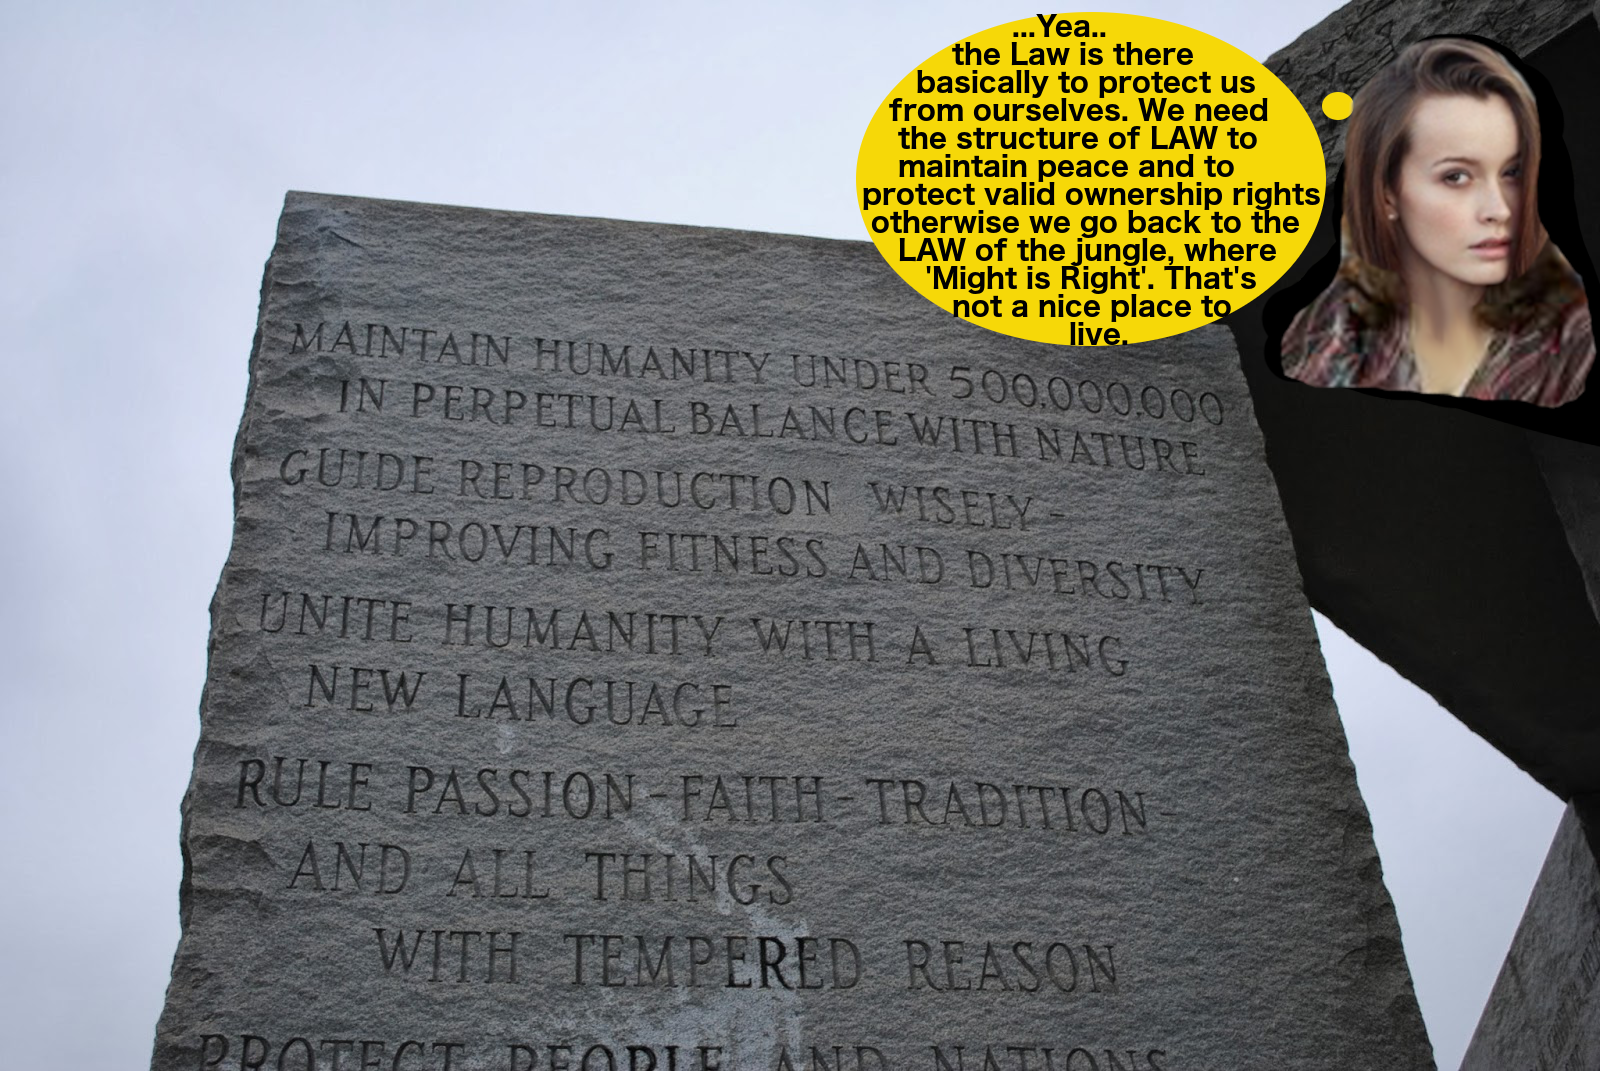 ...Yea..
the Law is there
basically to protect us
from ourselves. We need
the structure of LAW to
maintain peace and to
protect valid ownership rights
otherwise we go back to the
LAW of the jungle, where
'Might is Right'. That's
not a nice place to
live.
MAINTAIN HUMANITY UNDER 500,000,000
IN PERPETUAL BALANCE WITH NATURE
GUIDE REPRODUCTION WISELY -
IMPROVING FITNESS AND DIVERSITY
UNITE HUMANITY WITH A LIVING
NEW LANGUAGE
RULE PASSION - FAITH - TRADITION -
AND ALL THINGS
WITH TEMPERED REASON
PROTECT PEOPLE AND NATIONS